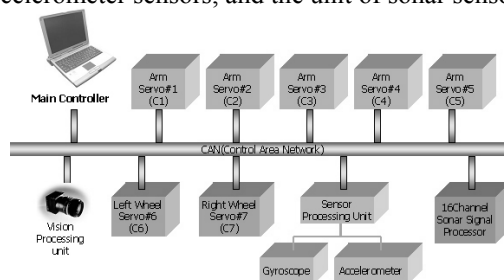 accelerometer sensors, and the unit of sonar senso
Main Controller
Arm
Servo#1
(C1)
Arm
Servo#2
(C2)
Arm
Servo#3
(C3)
Arm
Servo#4
(C4)
Arm
Servo#5
(C5)
CAN(Control Area Network)
Vision
Processing
unit
Left Wheel
Servo#6
(C6)
Right Wheel
Servo#7
(C7)
Sensor
Processing Unit
16Channel
Sonar Signal
Processor
Gyroscope
Accelerometer